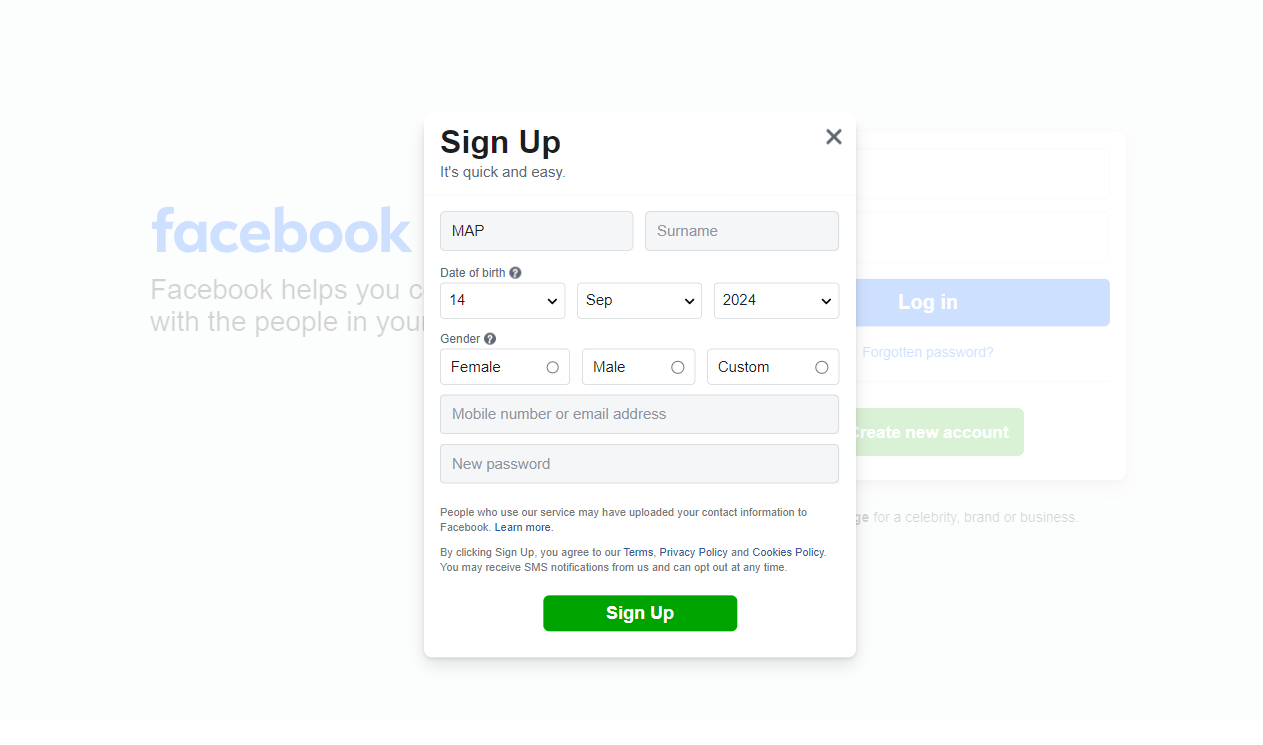 Sign Up
It's quick and easy.
facebook
Facebook helps you c
with the people in your
MAP Surname
Date of birth ?
14 Sep 2024
Gender ?
Female Male Custom
Mobile number or email address
New password
People who use our service may have uploaded your contact information to
Facebook. Learn more.
By clicking Sign Up, you agree to our Terms, Privacy Policy and Cookies Policy.
You may receive SMS notifications from us and can opt out at any time.
Sign Up
Log in
Forgotten password?
Create new account
ge for a celebrity, brand or business.